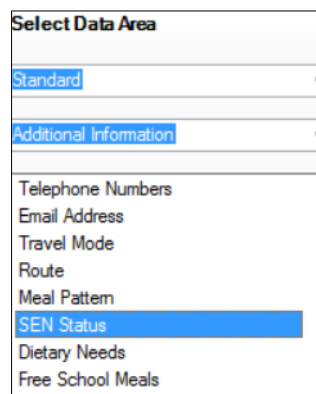 Select Data Area
Standard
Additional Information
Telephone Numbers
Email Address
Travel Mode
Route
Meal Pattern
SEN Status
Dietary Needs
Free School Meals